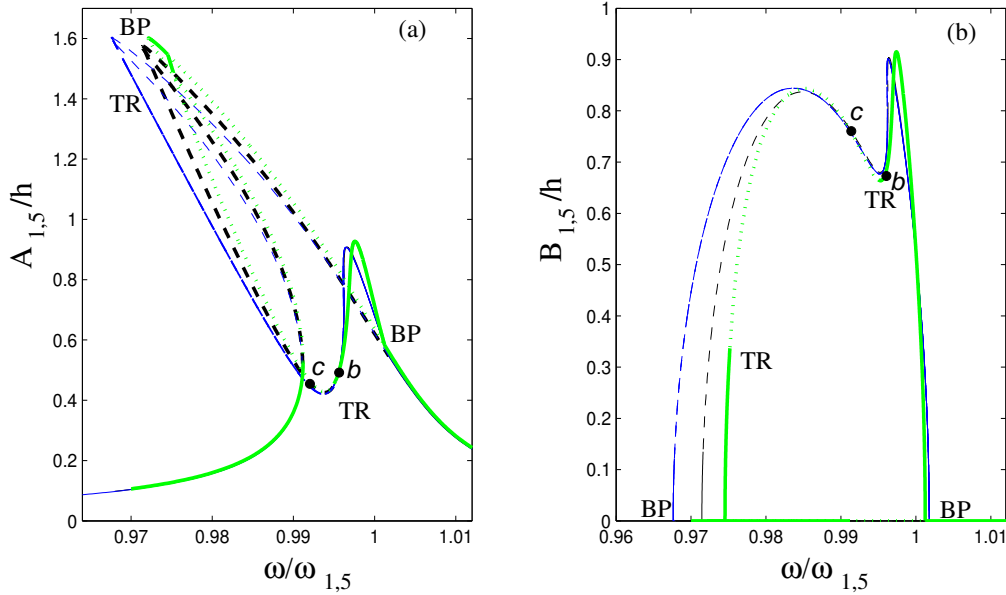 (a)
BP
TR
c
b
TR
BP
A 1,5 /h
1.6
1.4
1.2
1
0.8
0.6
0.4
0.2
0
0.97
0.98
0.99
1
1.01
ω/ω 1,5
(b)
c
b
TR
TR
BP
BP
B 1,5 /h
1
0.9
0.8
0.7
0.6
0.5
0.4
0.3
0.2
0.1
0
0.96
0.97
0.98
0.99
1
1.01
ω/ω 1,5